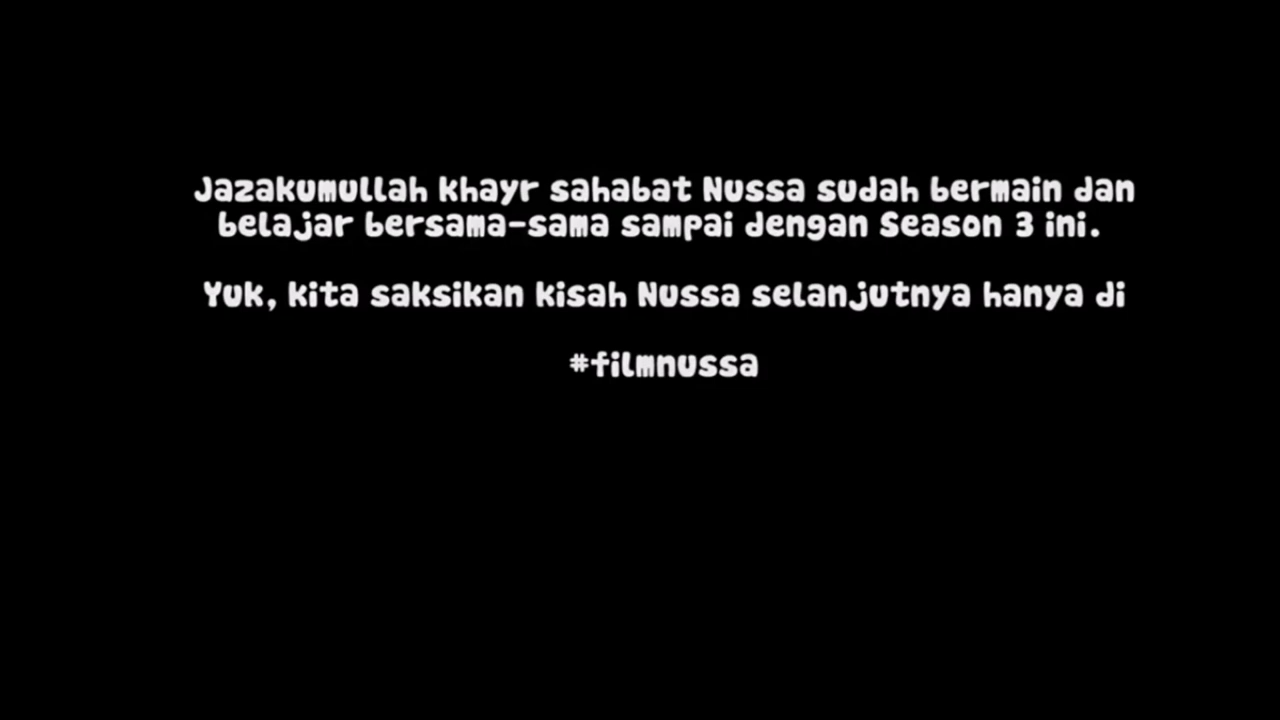 Jazakumullah khayr sahabat Nussa sudah bermain dan
belajar bersama-sama sampai dengan Season 3 ini.
Yuk, kita saksikan kisah Nussa selanjutnya hanya di
#filmnussa